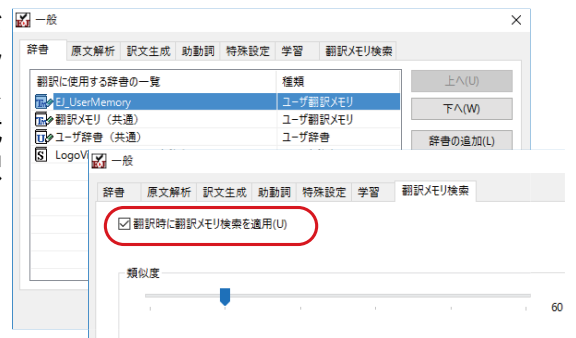 一般
辞書 原文解析 訳文生成 助動詞 特殊設定 学習 翻訳メモリ検索
翻訳に使用する辞書の一覧 種類
上へ(U)
EJ_UserMemory ユーザ翻訳メモリ
下へ(W)
翻訳メモリ（共通） ユーザ翻訳メモリ
ユーザ辞書（共通） ユーザ辞書
辞書の追加(L)
LogoVi
一般
辞書 原文解析 訳文生成 助動詞 特殊設定 学習 翻訳メモリ検索
翻訳時に翻訳メモリ検索を適用(U)
類似度
60